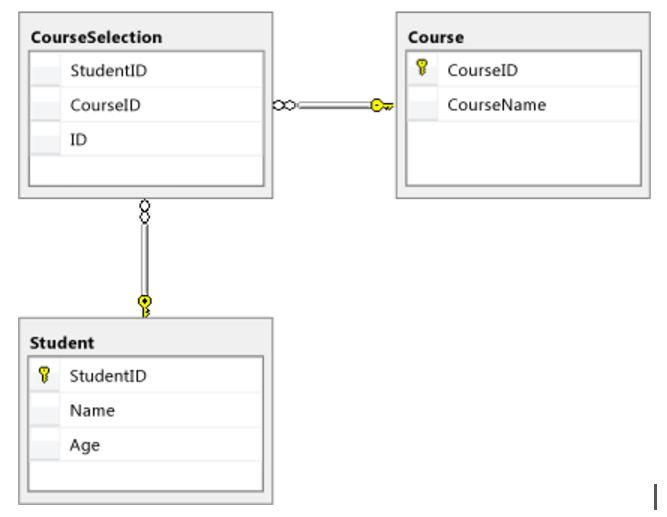 CourseSelection
StudentID
CourseID
ID
Course
CourseID
CourseName
Student
StudentID
Name
Age